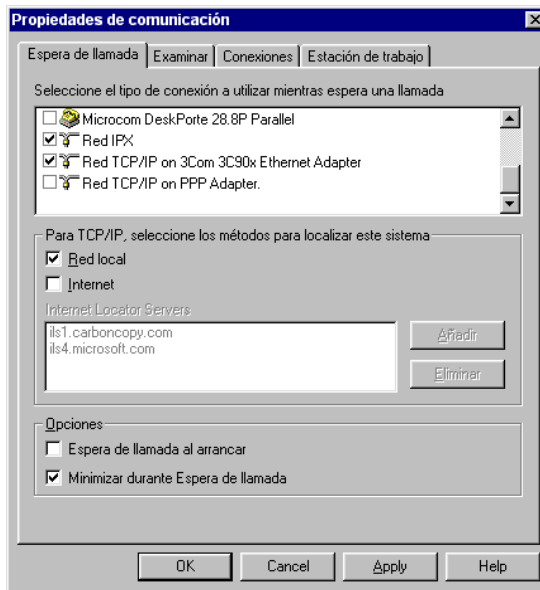 Propiedades de comunicación
Espera de llamada Examinar Conexiones Estación de trabajo
Seleccione el tipo de conexión a utilizar mientras espera una llamada
Microcom DeskPorte 28.8P Parallel
Red IPX
Red TCP/IP on 3Com 3C90x Ethernet Adapter
Red TCP/IP on PPP Adapter.
Para TCP/IP, seleccione los métodos para localizar este sistema
Red local
Internet
Internet Locator Servers
ils1.carboncopy.com
ils4.microsoft.com
Añadir
Eliminar
Opciones
Espera de llamada al arrancar
Minimizar durante Espera de llamada
OK Cancel Apply Help